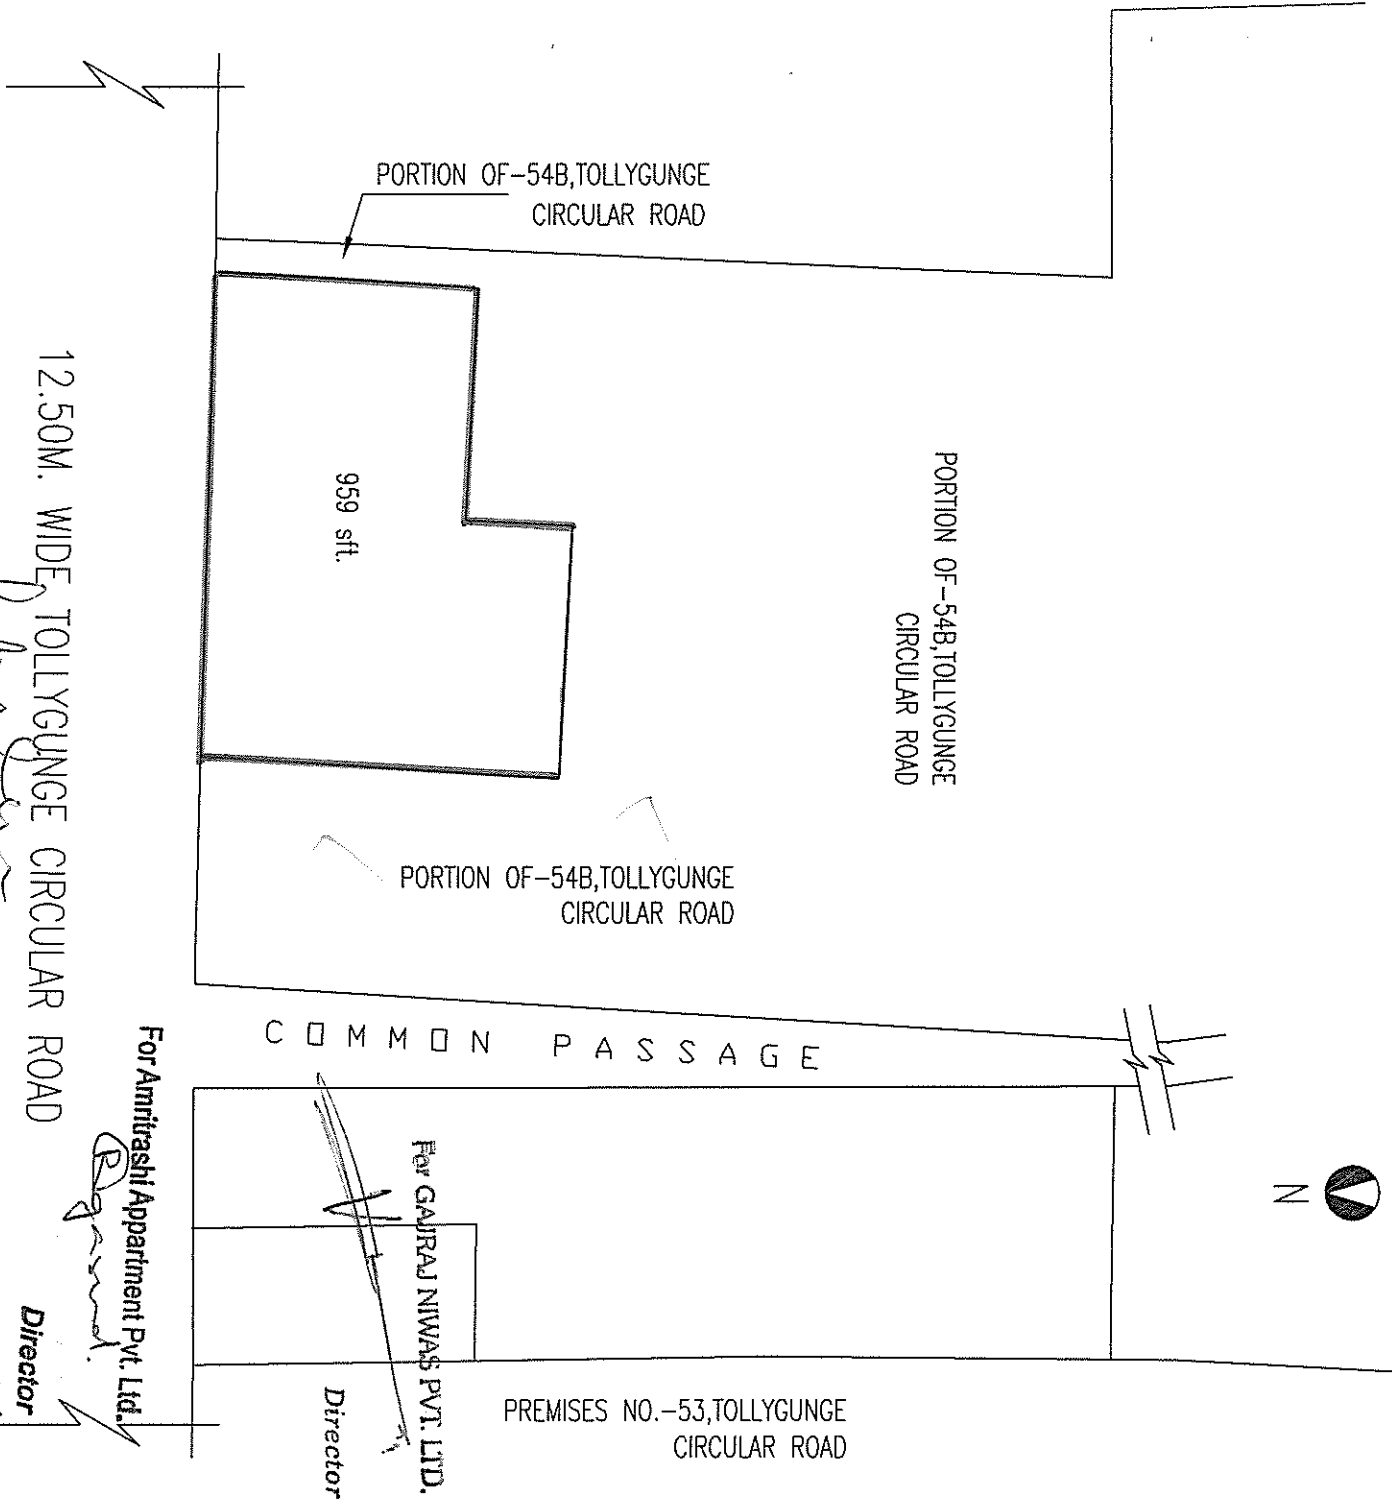 PORTION OF-54B,TOLLYGUNGE
CIRCULAR ROAD
PORTION OF-54B,TOLLYGUNGE
CIRCULAR ROAD
959 sft.
PORTION OF-54B,TOLLYGUNGE
CIRCULAR ROAD
12.50M. WIDE, TOLLYGUNGE CIRCULAR ROAD
COMMON PASSAGE
N
For GAJRAJ NIWAS PVT. LTD.
Director
For Amritrashi Appartment Pvt. Ltd.
Director
PREMISES NO.-53,TOLLYGUNGE
CIRCULAR ROAD